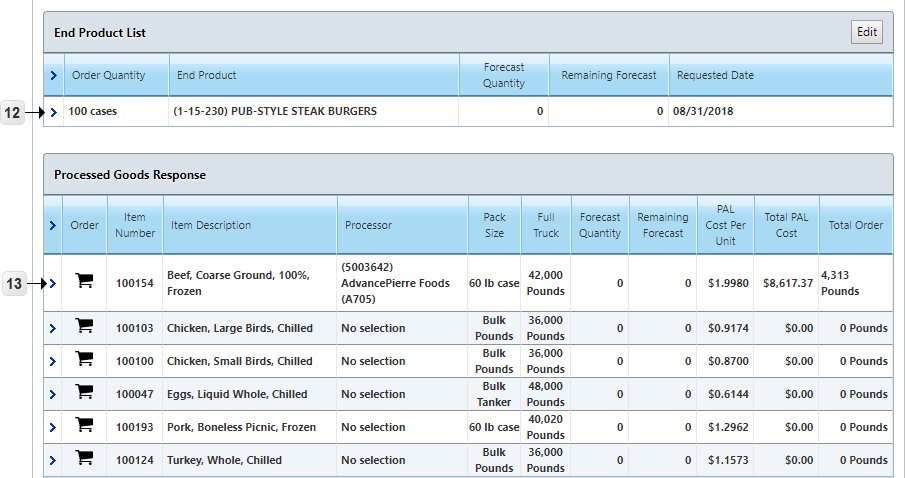 End Product List
Edit
Order Quantity End Product Forecast Quantity Remaining Forecast Requested Date
12 100 cases (1-15-230) PUB-STYLE STEAK BURGERS 0 0 08/31/2018
Processed Goods Response
Order Item Number Item Description Processor Pack Size Full Truck Forecast Quantity Remaining Forecast PAL Cost Per Unit Total PAL Cost Total Order
13 100154 Beef, Coarse Ground, 100%, Frozen (5003642) AdvancePierre Foods (A705) 60 lb case 42,000 Pounds 0 0 $1.9980 $8,617.37 4,313 Pounds
100103 Chicken, Large Birds, Chilled No selection Bulk Pounds 36,000 Pounds 0 0 $0.9174 $0.00 0 Pounds
100100 Chicken, Small Birds, Chilled No selection Bulk Pounds 36,000 Pounds 0 0 $0.8700 $0.00 0 Pounds
100047 Eggs, Liquid Whole, Chilled No selection Bulk Tanker 48,000 Pounds 0 0 $0.6144 $0.00 0 Pounds
100193 Pork, Boneless Picnic, Frozen No selection 60 lb case 40,020 Pounds 0 0 $1.2962 $0.00 0 Pounds
100124 Turkey, Whole, Chilled No selection Bulk Pounds 36,000 Pounds 0 0 $1.1573 $0.00 0 Pounds